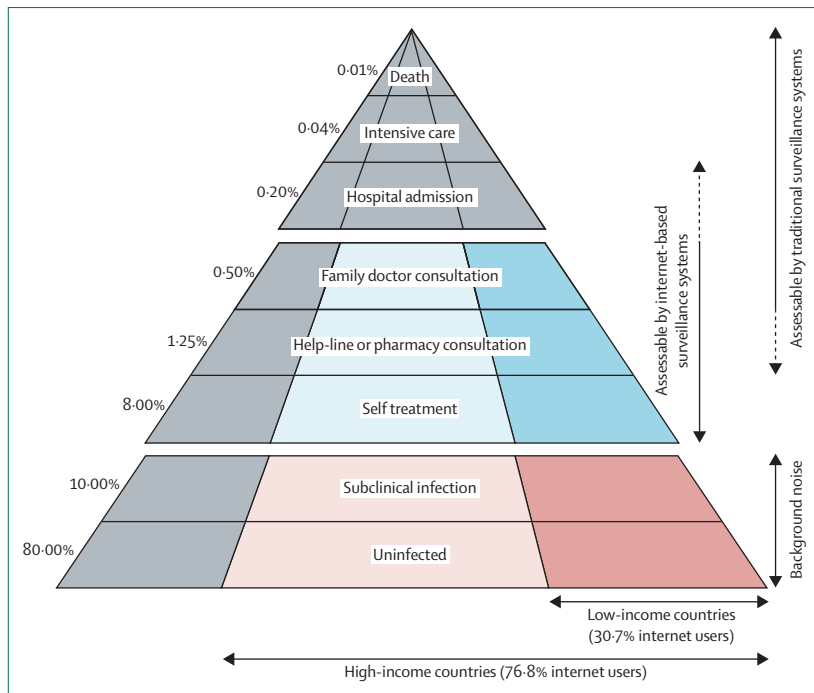 0·01%
Death
0·04%
Intensive care
0·20%
Hospital admission
0·50%
Family doctor consultation
1·25%
Help-line or pharmacy consultation
8·00%
Self treatment
10·00%
Subclinical infection
80·00%
Uninfected
Assessable by internet-based
surveillance systems
Assessable by traditional surveillance systems
Background noise
Low-income countries
(30·7% internet users)
High-income countries (76·8% internet users)